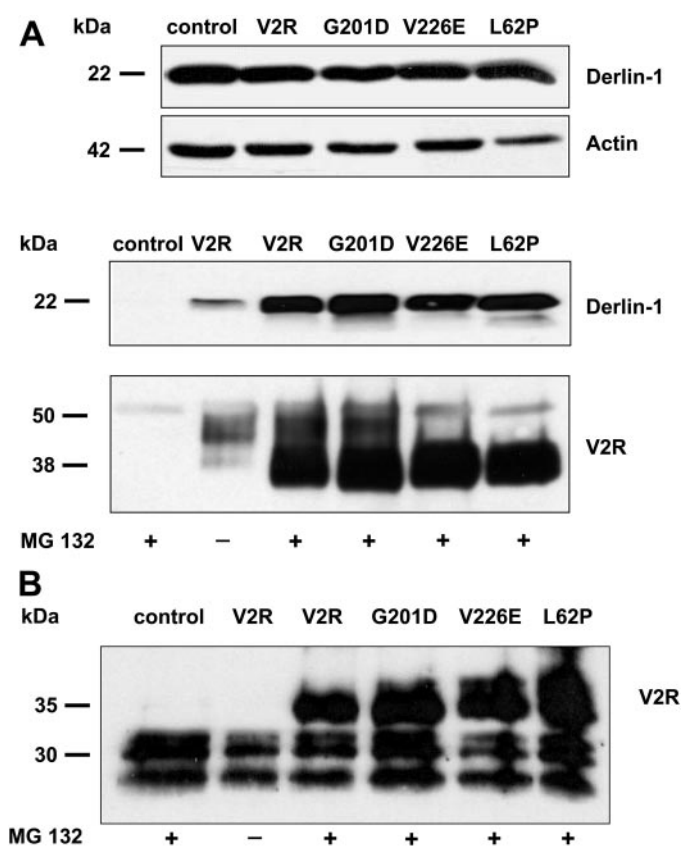 A
kDa control V2R G201D V226E L62P
22 Derlin-1
42 Actin
kDa control V2R V2R G201D V226E L62P
22 Derlin-1
50
38 V2R
MG 132 + – + + + +
B
kDa control V2R V2R G201D V226E L62P
35 V2R
30
MG 132 + – + + + +